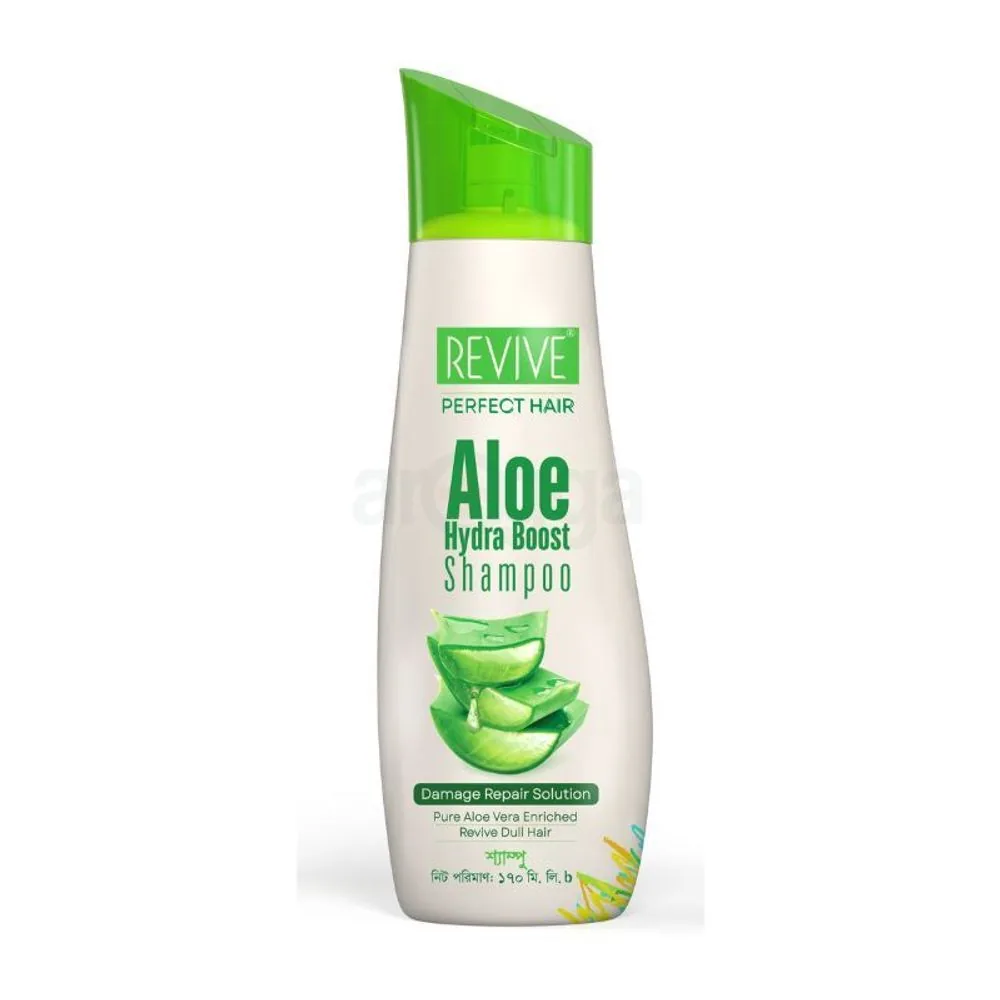 REVIVE®
PERFECT HAIR
Aloe
Hydra Boost
Shampoo
Damage Repair Solution
Pure Aloe Vera Enriched
Revive Dull Hair
শ্যাম্পু
নিট পরিমাণ: ১৭০ মি. লি. b